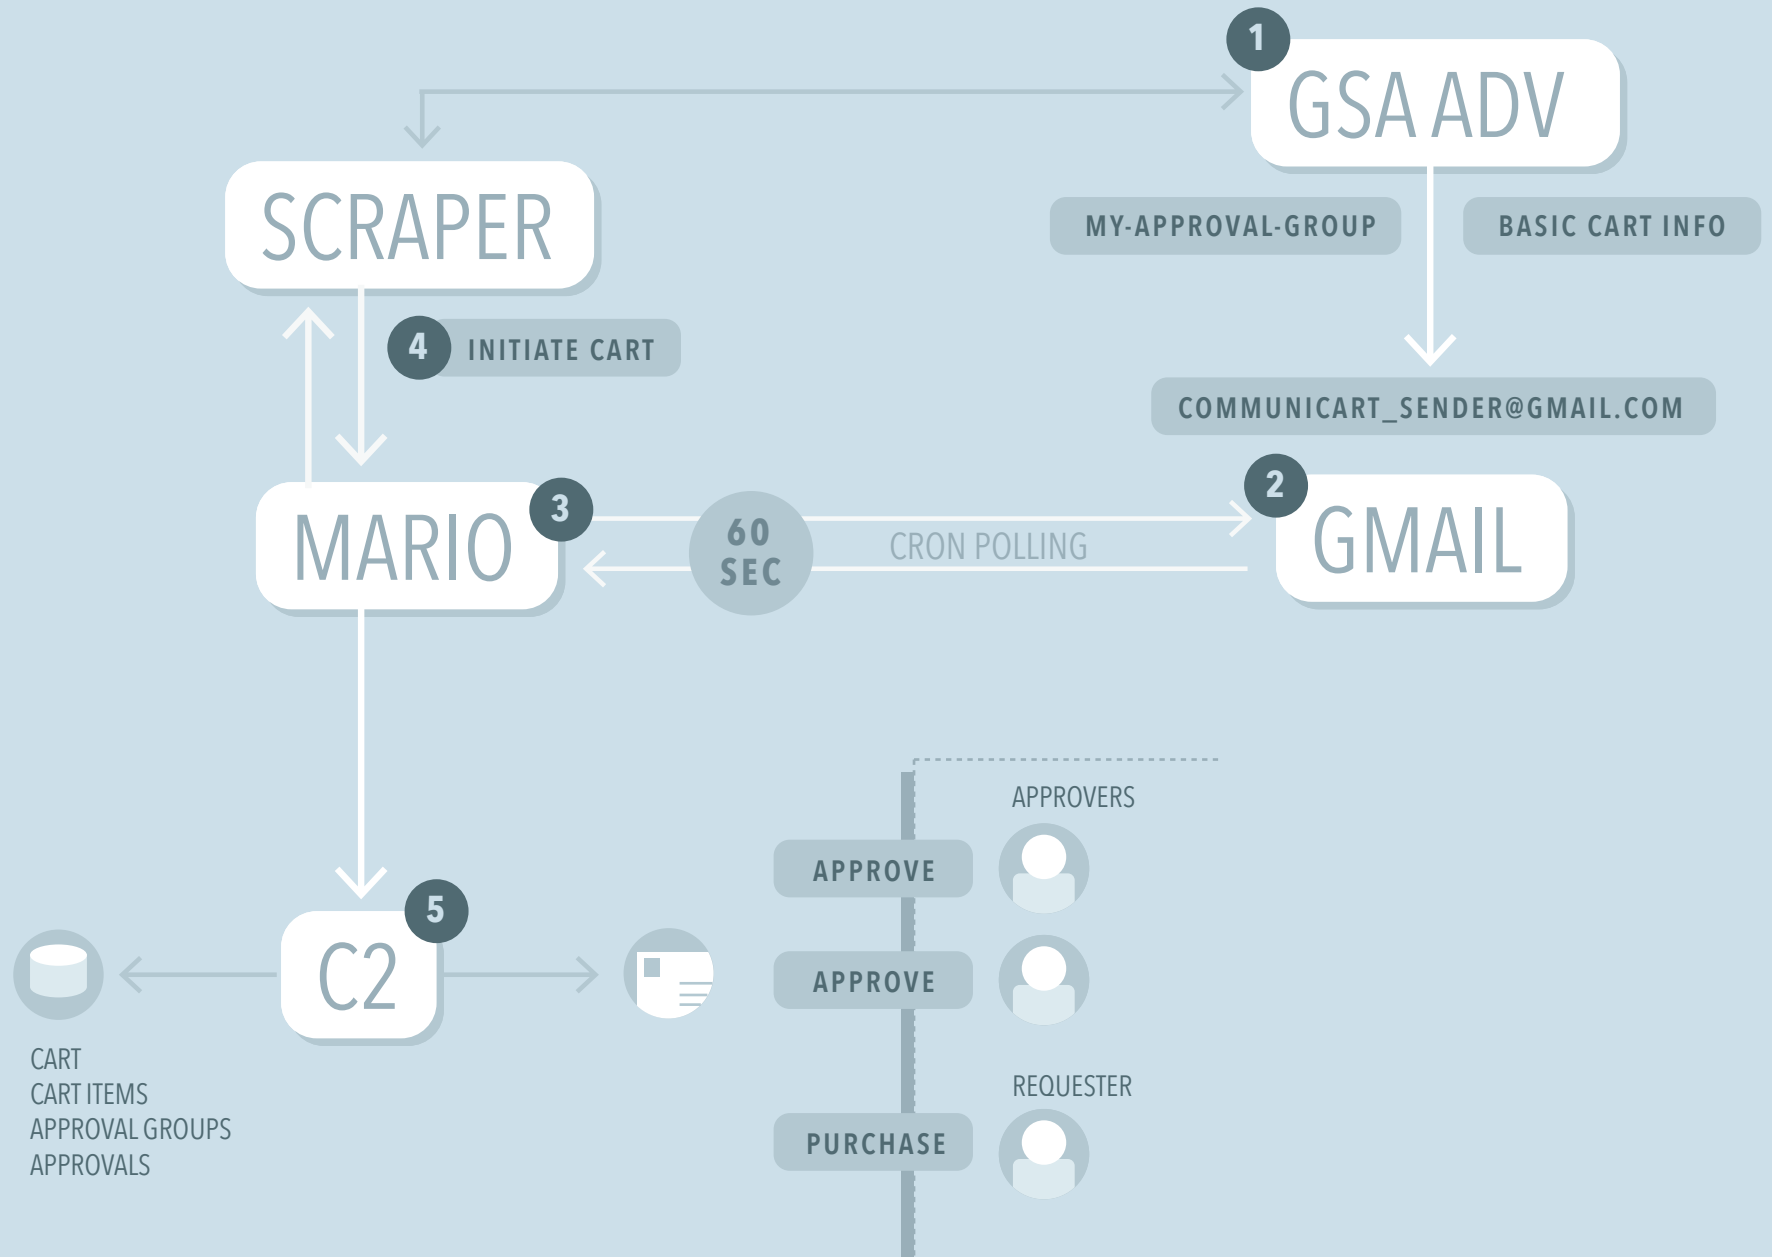 1
GSA ADV
SCRAPER
MY-APPROVAL-GROUP
BASIC CART INFO
4
INITIATE CART
COMMUNICART_SENDER@GMAIL.COM
MARIO
3
60
SEC
CRON POLLING
2
GMAIL
APPROVERS
APPROVE
5
C2
APPROVE
CART
CART ITEMS
APPROVAL GROUPS
APPROVALS
REQUESTER
PURCHASE